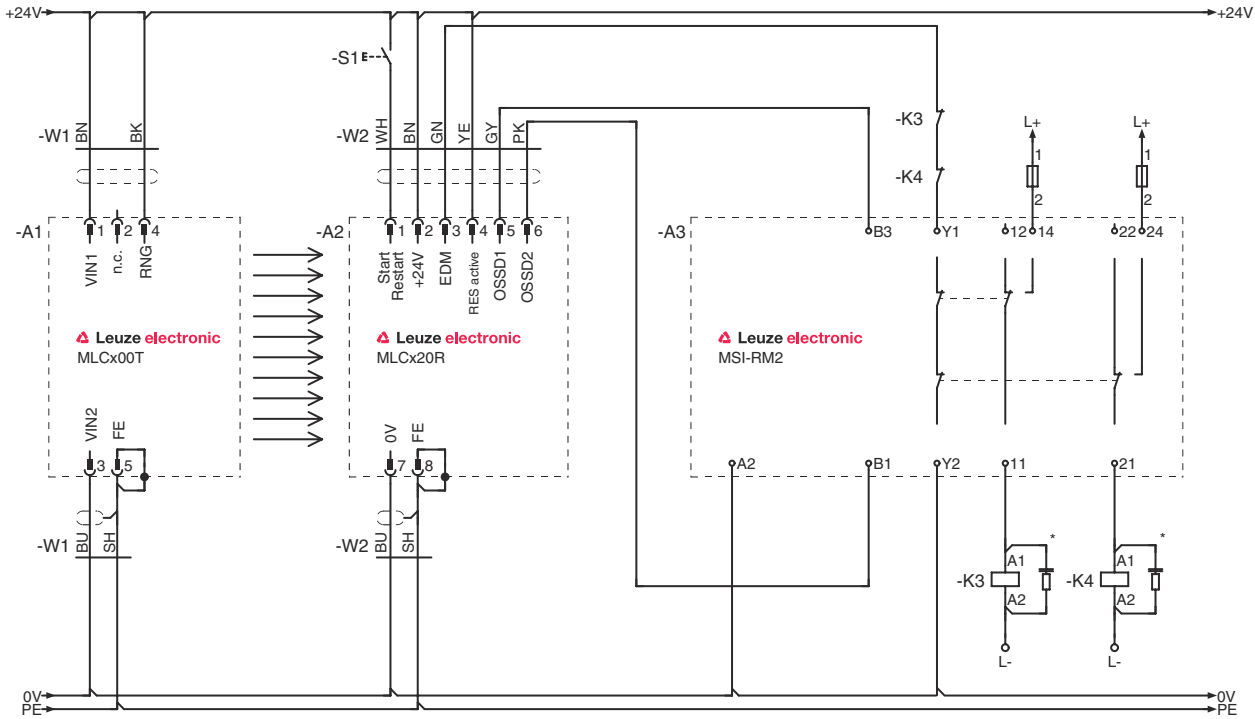 +24V +24V
-S1
-W1 BN BK
-W2 WH BN GN YE GY PK
-K3
-K4
L+ L+
1 1
2 2
-A1 1 2 4
VIN1 n.c. RNG
-A2 1 2 3 4 5 6
Start Restart +24V EDM RES active OSSD1 OSSD2
-A3 B3 Y1 12 14 22 24
Leuze electronic
MLCx00T
Leuze electronic
MLCx20R
Leuze electronic
MSI-RM2
VIN2 FE
3 5
0V FE
7 8
A2 B1 Y2 11 21
-W1 BU SH
-W2 BU SH
* *
-K3 A1 A2
-K4 A1 A2
L- L-
0V 0V
PE PE